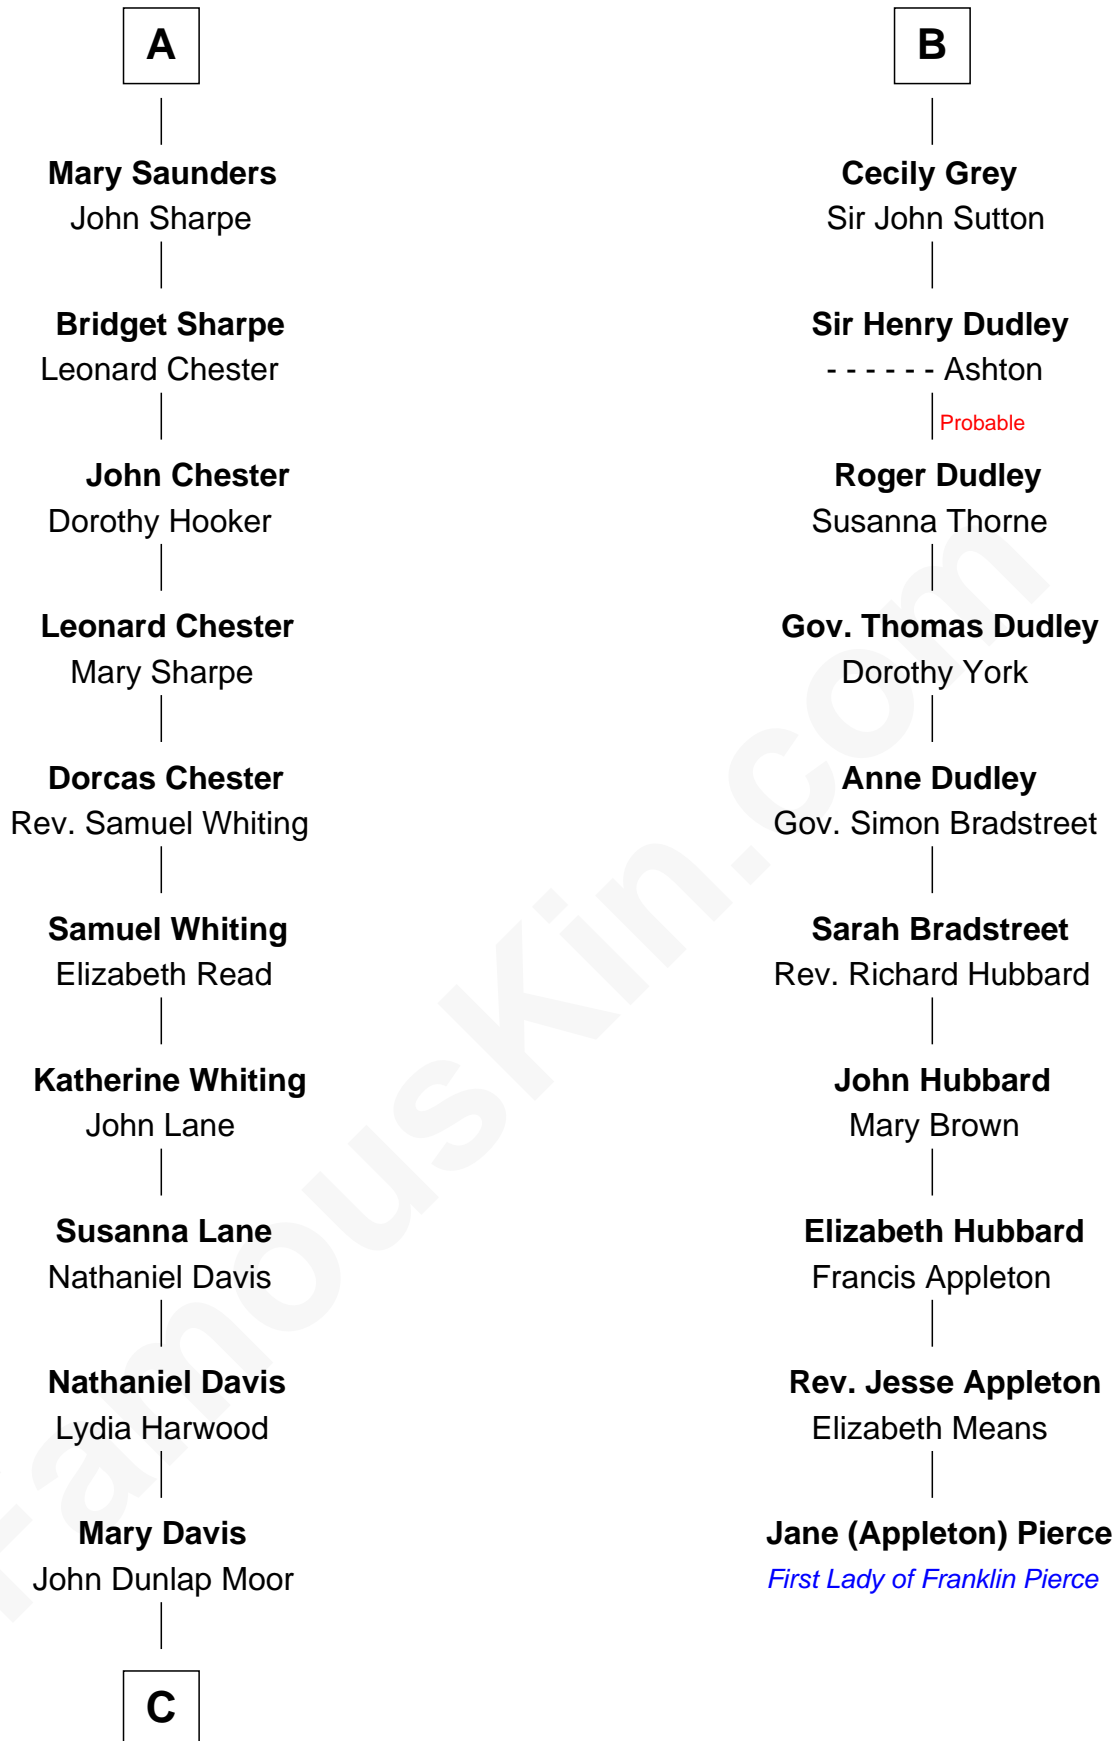 A
Mary Saunders
John Sharpe
Bridget Sharpe
Leonard Chester
John Chester
Dorothy Hooker
Leonard Chester
Mary Sharpe
Dorcas Chester
Rev. Samuel Whiting
Samuel Whiting
Elizabeth Read
Katherine Whiting
John Lane
Susanna Lane
Nathaniel Davis
Nathaniel Davis
Lydia Harwood
Mary Davis
John Dunlap Moor
C
B
Cecily Grey
Sir John Sutton
Sir Henry Dudley
- - - - - - Ashton
Probable
Roger Dudley
Susanna Thorne
Gov. Thomas Dudley
Dorothy York
Anne Dudley
Gov. Simon Bradstreet
Sarah Bradstreet
Rev. Richard Hubbard
John Hubbard
Mary Brown
Elizabeth Hubbard
Francis Appleton
Rev. Jesse Appleton
Elizabeth Means
Jane (Appleton) Pierce
First Lady of Franklin Pierce
FamousKin.com